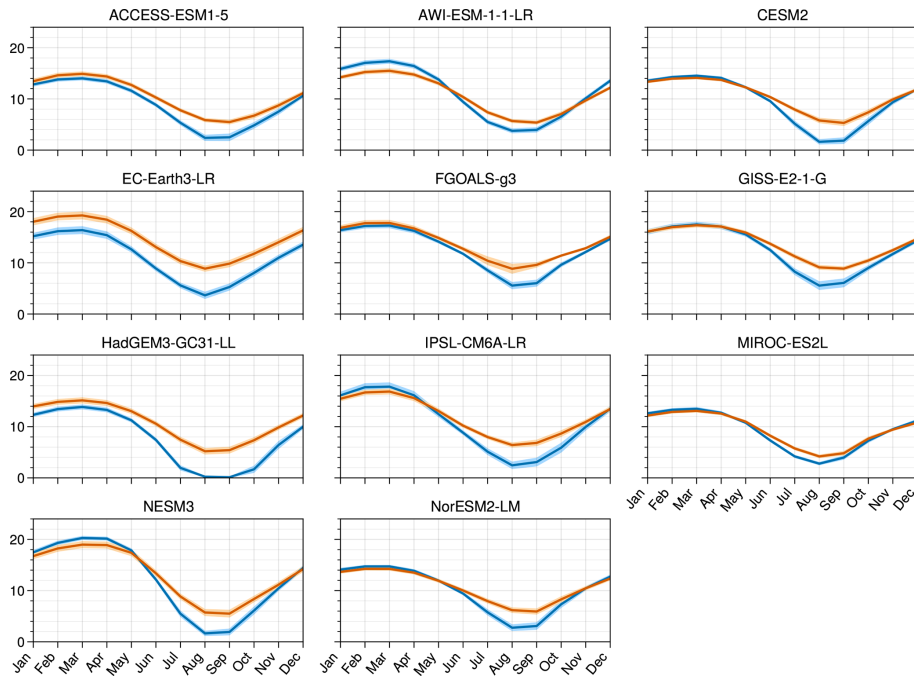 ACCESS-ESM1-5 AWI-ESM-1-1-LR CESM2
20
10
0
EC-Earth3-LR FGOALS-g3 GISS-E2-1-G
20
10
0
HadGEM3-GC31-LL IPSL-CM6A-LR MIROC-ES2L
20
10
0
Jan Feb Mar Apr May Jun Jul Aug Sep Oct Nov Dec
NESM3 NorESM2-LM
20
10
0
Jan Feb Mar Apr May Jun Jul Aug Sep Oct Nov Dec Jan Feb Mar Apr May Jun Jul Aug Sep Oct Nov Dec